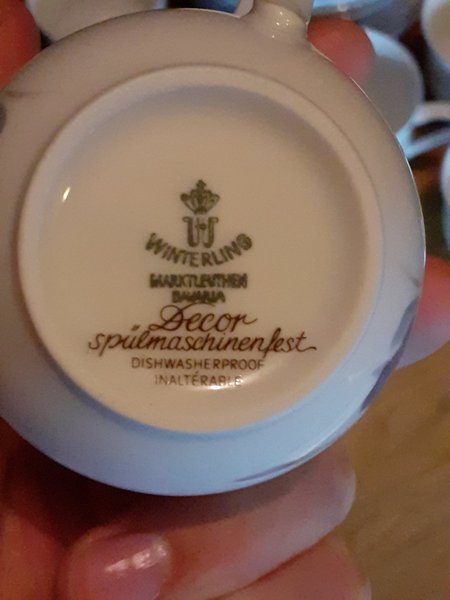 W
WINTERLING
MARKTLEUTHEN
BAVARIA
Decor
spülmaschinenfest
DISHWASHERPROOF
INALTÉRABLE